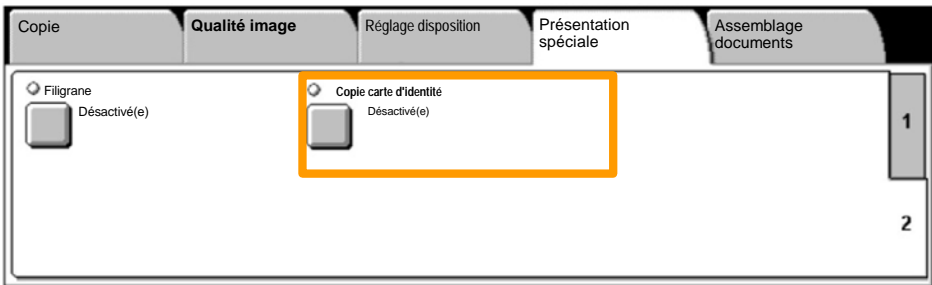 Copie
Qualité image
Réglage disposition
Présentation
spéciale
Assemblage
documents
Filigrane
Désactivé(e)
Copie carte d'identité
Désactivé(e)
1
2